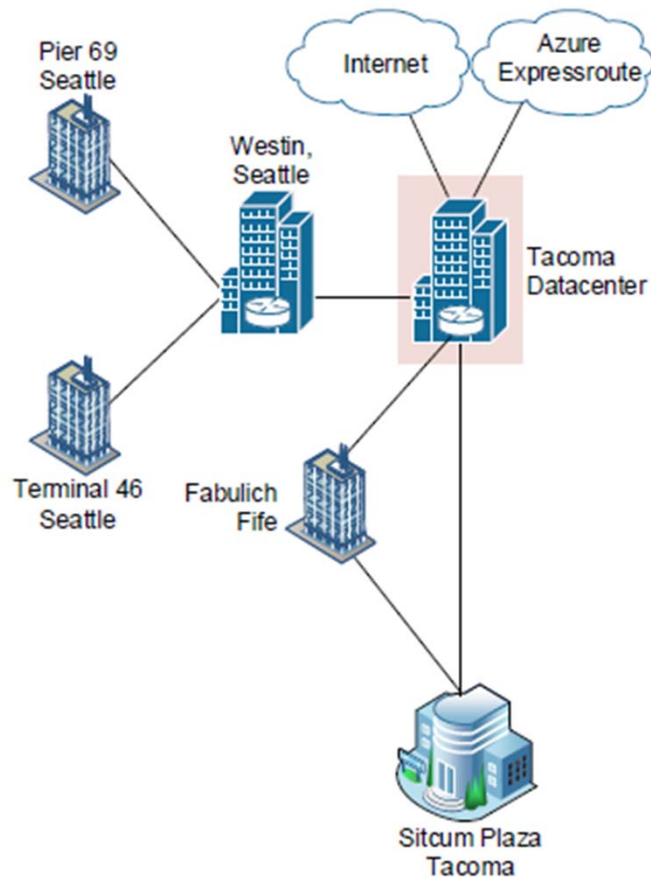 Pier 69
Seattle
Internet
Azure
Expressroute
Westin,
Seattle
Tacoma
Datacenter
Terminal 46
Seattle
Fabulich
Fife
Sitcum Plaza
Tacoma